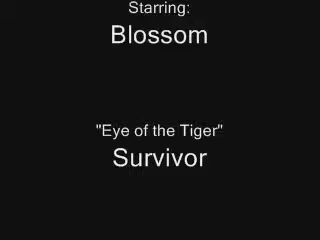 Starring:
Blossom
"Eye of the Tiger"
Survivor